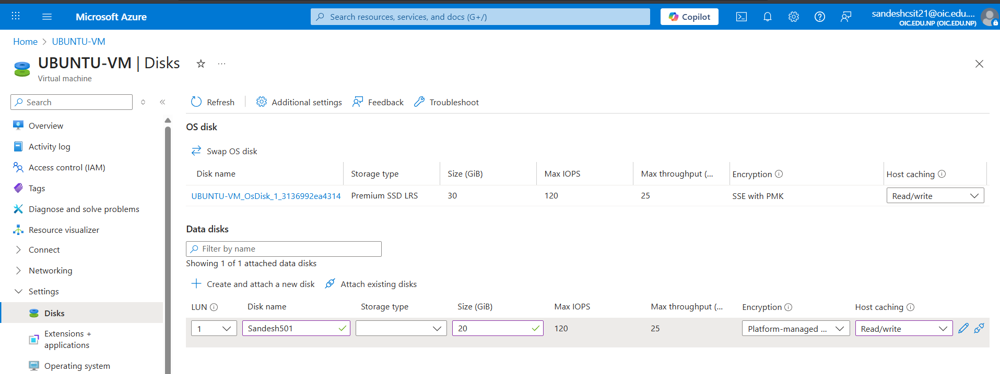 Microsoft Azure
Search resources, services, and docs (G+/)
Copilot
sandeshcsit21@oic.edu....
OIC.EDU.NP (OIC.EDU.NP)
Home > UBUNTU-VM
UBUNTU-VM | Disks
Virtual machine
Search
Overview
Activity log
Access control (IAM)
Tags
Diagnose and solve problems
Resource visualizer
Connect
Networking
Settings
Disks
Extensions +
applications
Operating system
Refresh Additional settings Feedback Troubleshoot
OS disk
Swap OS disk
Disk name Storage type Size (GiB) Max IOPS Max throughput (... Encryption Host caching
UBUNTU-VM_OsDisk_1_3136992ea4314 Premium SSD LRS 30 120 25 SSE with PMK Read/write
Data disks
Filter by name
Showing 1 of 1 attached data disks
Create and attach a new disk Attach existing disks
LUN Disk name Storage type Size (GiB) Max IOPS Max throughput (... Encryption Host caching
1 Sandesh501 20 120 25 Platform-managed ... Read/write